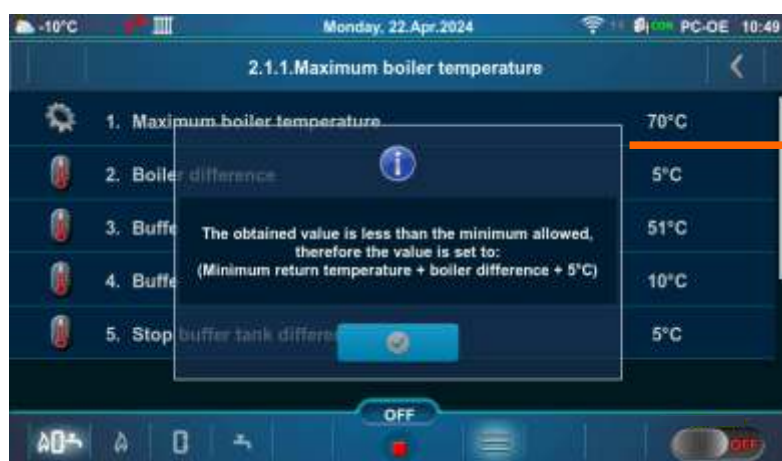 -10°C Monday, 22.Apr.2024 CON PC-OE 10:49
2.1.1.Maximum boiler temperature
1. Maximum boiler temperature 70°C
2. Boiler difference 5°C
3. Buffe 51°C
4. Buffe 10°C
5. Stop buffer tank differe 5°C
The obtained value is less than the minimum allowed,
therefore the value is set to:
(Minimum return temperature + boiler difference + 5°C)
OFF
OFF